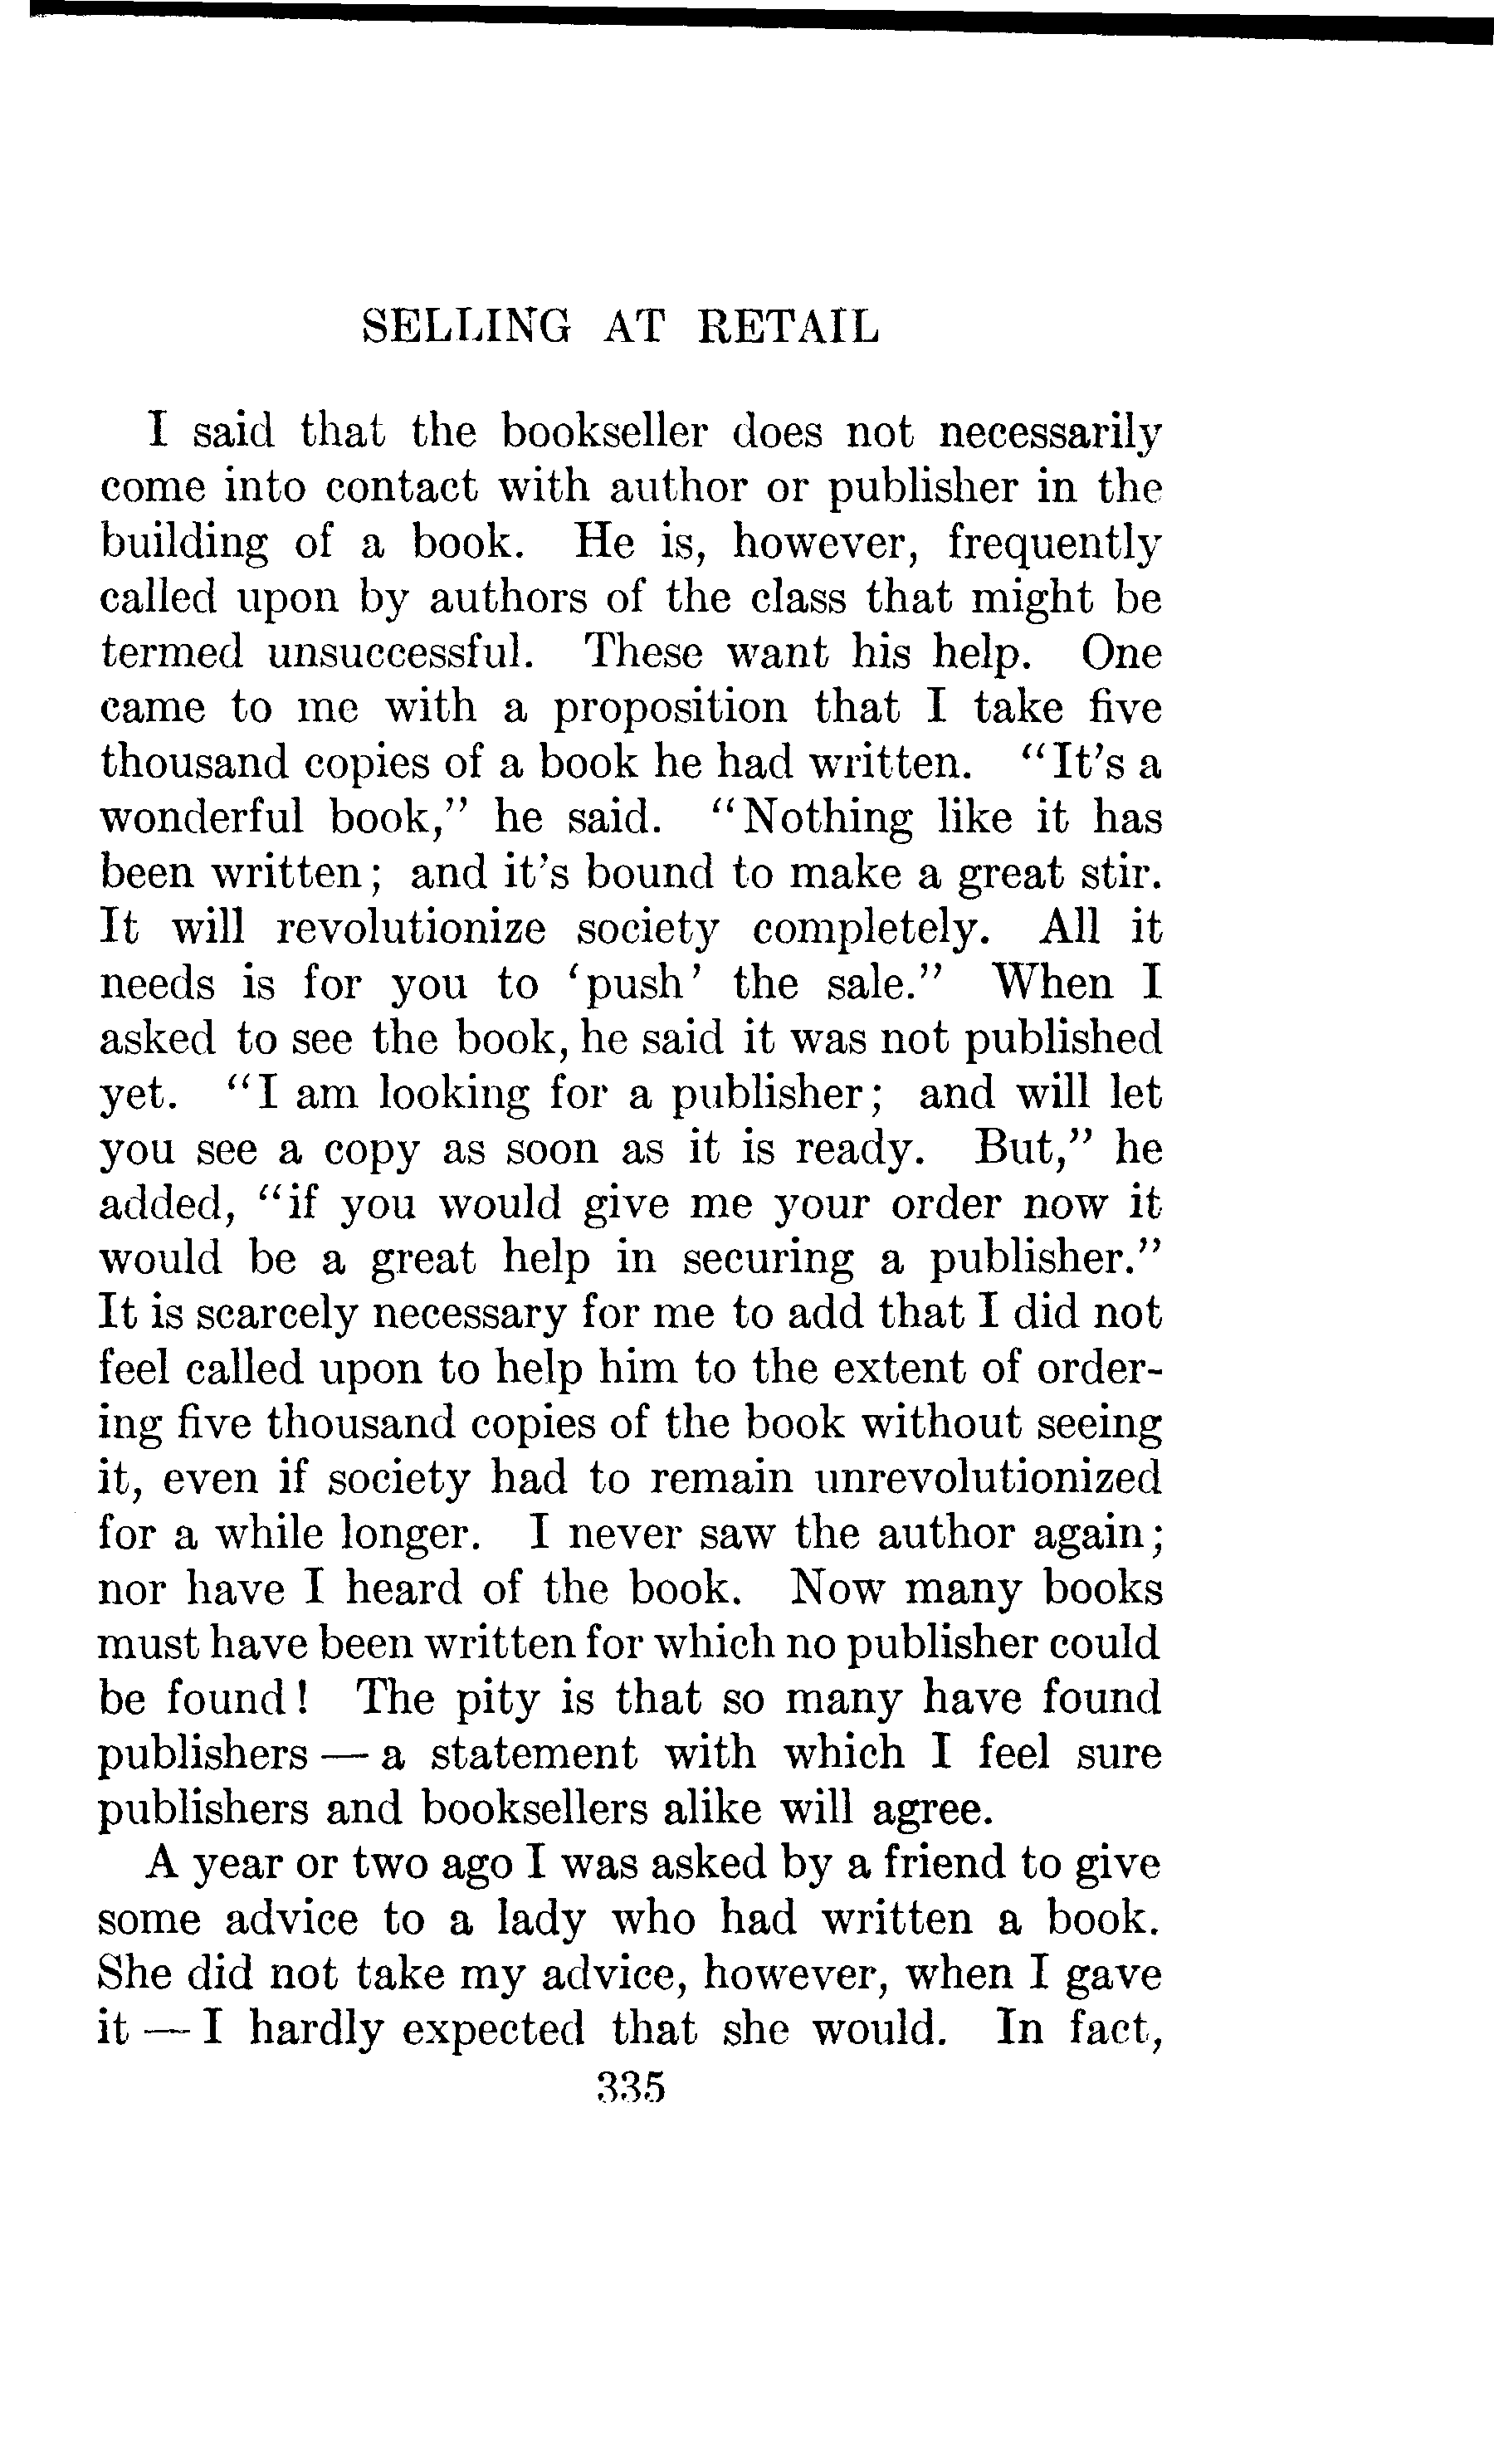 SELLING AT RETAIL
I said that the bookseller does not necessarily
come into contact with author or publisher in the
building of a book. He is, however, frequently
called upon by authors of the class that might be
termed unsuccessful. These want his help. One
came to me with a proposition that I take five
thousand copies of a book he had written. "It's a
wonderful book," he said. "Nothing like it has
been written; and it's bound to make a great stir.
It will revolutionize society completely. All it
needs is for you to 'push' the sale." When I
asked to see the book, he said it was not published
yet. "I am looking for a publisher; and will let
you see a copy as soon as it is ready. But," he
added, "if you would give me your order now it
would be a great help in securing a publisher."
It is scarcely necessary for me to add that I did not
feel called upon to help him to the extent of order-
ing five thousand copies of the book without seeing
it, even if society had to remain unrevolutionized
for a while longer. I never saw the author again;
nor have I heard of the book. Now many books
must have been written for which no publisher could
be found! The pity is that so many have found
publishers — a statement with which I feel sure
publishers and booksellers alike will agree.
A year or two ago I was asked by a friend to give
some advice to a lady who had written a book.
She did not take my advice, however, when I gave
it — I hardly expected that she would. In fact,
335